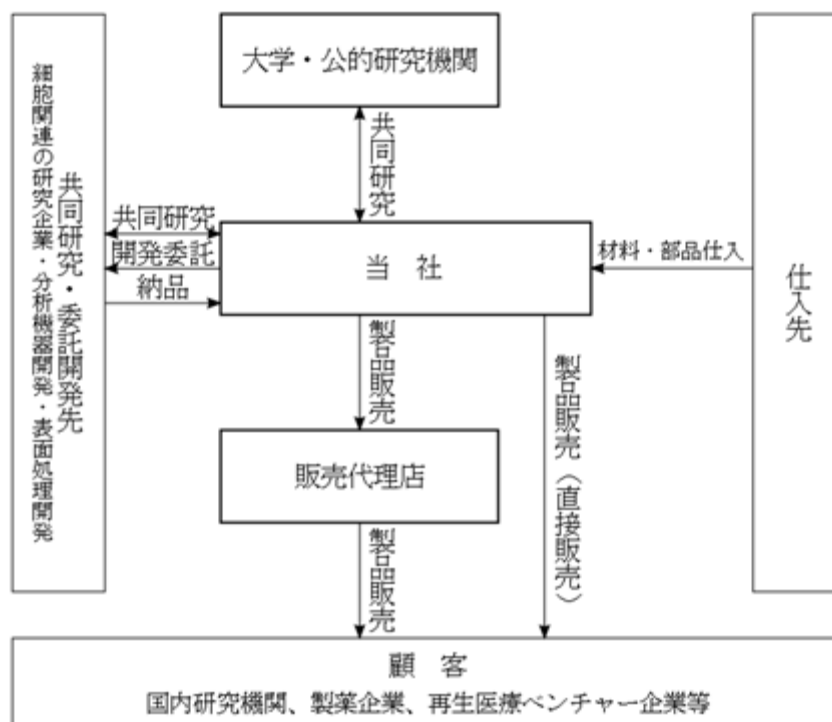 大学・公的研究機関
共同研究
共同研究・委託開発先
細胞関連の研究企業・分析機器開発・表面処理開発
共同研究
開発委託
納品
当　社
材料・部品仕入
仕入先
製品販売
製品販売（直接販売）
販売代理店
製品販売
顧　客
国内研究機関、製薬企業、再生医療ベンチャー企業等